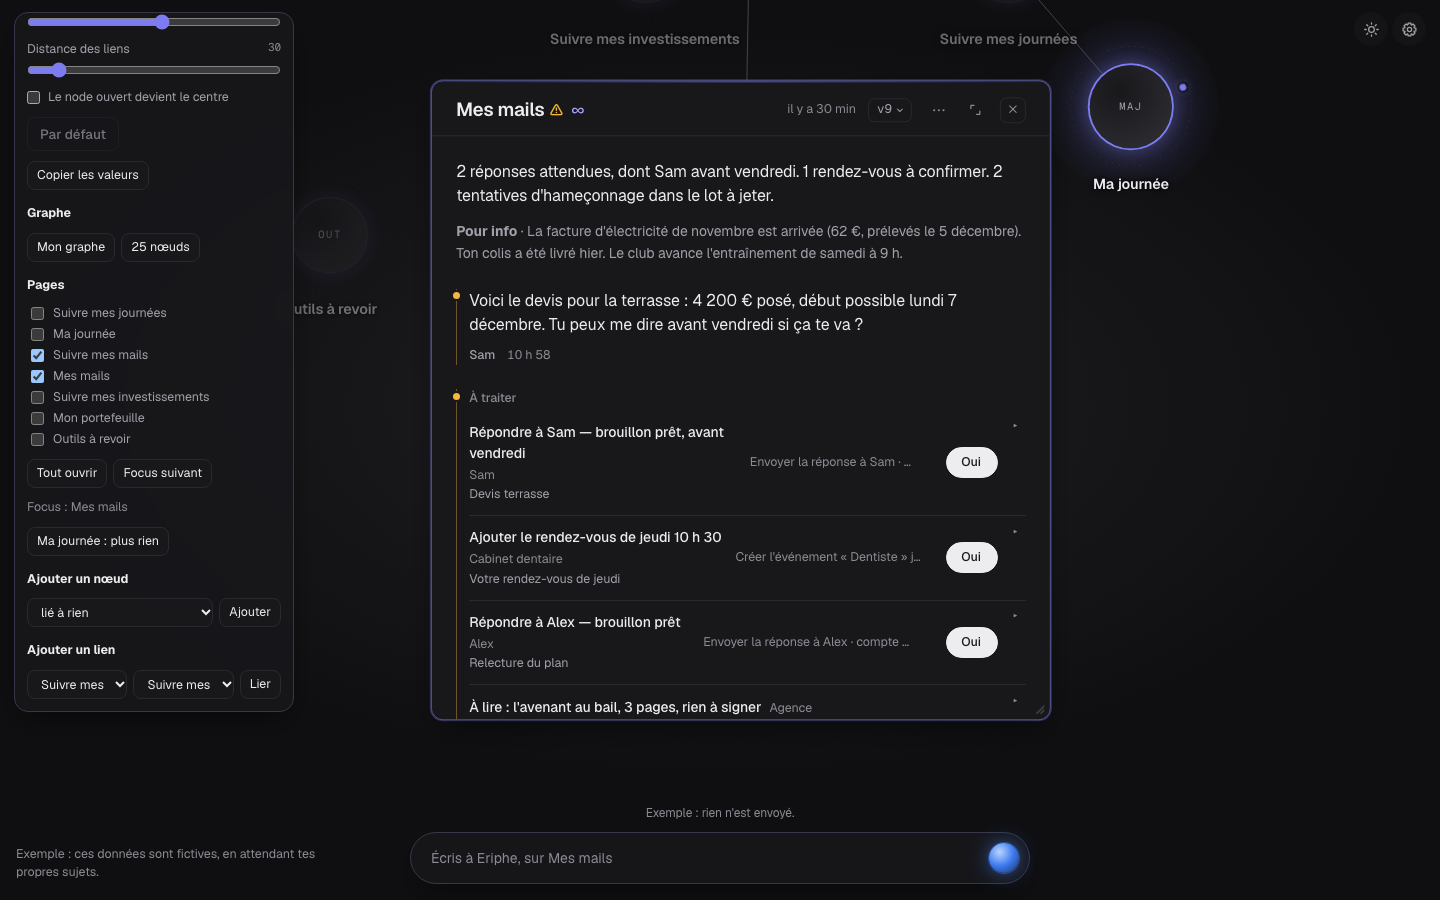 Distance des liens 30
Le node ouvert devient le centre
Par défaut
Copier les valeurs
Graphe
Mon graphe 25 nœuds
Pages
Suivre mes journées
Ma journée
Suivre mes mails
Mes mails
Suivre mes investissements
Mon portefeuille
Outils à revoir
Tout ouvrir Focus suivant
Focus : Mes mails
Ma journée : plus rien
Ajouter un nœud
lié à rien Ajouter
Ajouter un lien
Suivre mes Suivre mes Lier
OUT
utils à revoir
Suivre mes investissements
Suivre mes journées
MAJ
Ma journée
Mes mails il y a 30 min v9
2 réponses attendues, dont Sam avant vendredi. 1 rendez-vous à confirmer. 2
tentatives d'hameçonnage dans le lot à jeter.
Pour info · La facture d'électricité de novembre est arrivée (62 €, prélevés le 5 décembre).
Ton colis a été livré hier. Le club avance l'entraînement de samedi à 9 h.
Voici le devis pour la terrasse : 4 200 € posé, début possible lundi 7
décembre. Tu peux me dire avant vendredi si ça te va ?
Sam 10 h 58
À traiter
Répondre à Sam — brouillon prêt, avant
vendredi
Sam
Devis terrasse
Envoyer la réponse à Sam · …
Oui
Ajouter le rendez-vous de jeudi 10 h 30
Cabinet dentaire
Votre rendez-vous de jeudi
Créer l'événement « Dentiste » j…
Oui
Répondre à Alex — brouillon prêt
Alex
Relecture du plan
Envoyer la réponse à Alex · compte …
Oui
À lire : l'avenant au bail, 3 pages, rien à signer Agence
Exemple : rien n'est envoyé.
Écris à Eriphe, sur Mes mails
Exemple : ces données sont fictives, en attendant tes
propres sujets.